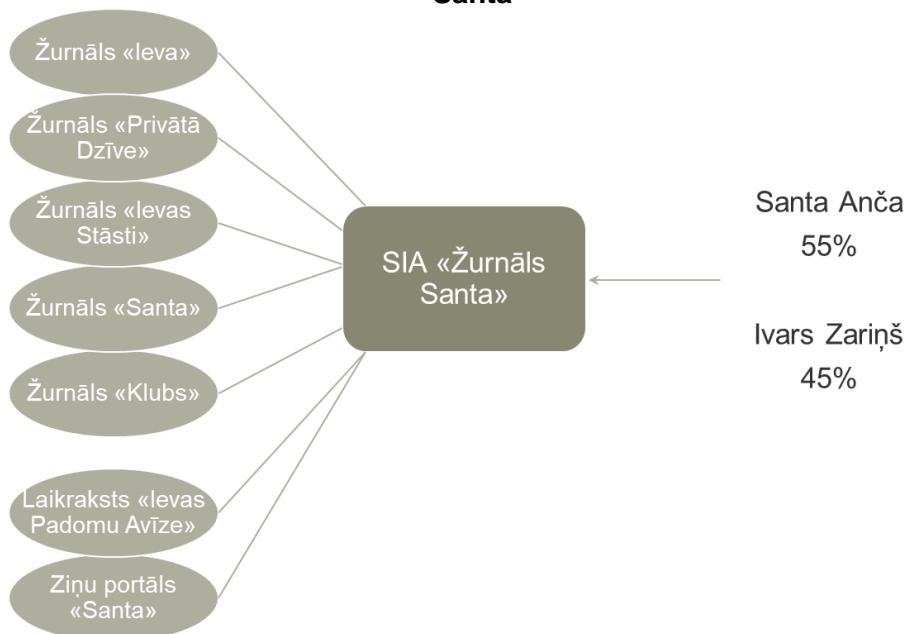 Santa
Žurnāls «Ieva»
Žurnāls «Privātā
Dzīve»
Žurnāls «Ievas
Stāsti»
Žurnāls «Santa»
Žurnāls «Klubs»
Laikraksts «Ievas
Padomu Avīze»
Ziņu portāls
«Santa»
SIA «Žurnāls
Santa»
Santa Anča
55%
Ivars Zariņš
45%